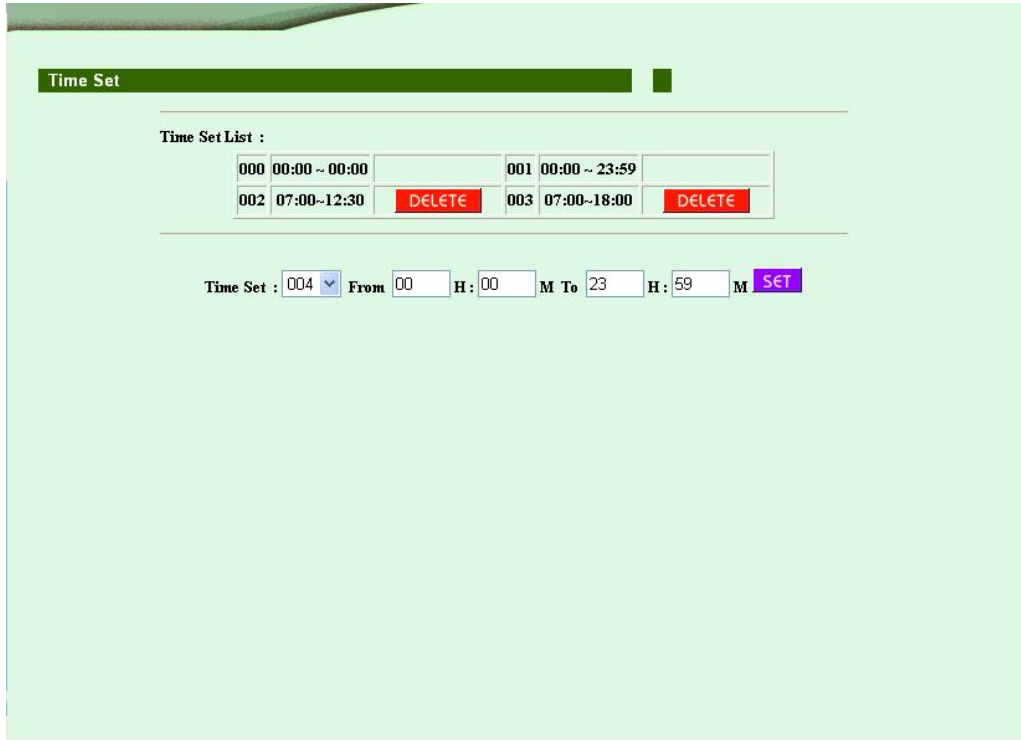 Time Set
Time Set List :
000 00:00 ~ 00:00 001 00:00 ~ 23:59
002 07:00~12:30 DELETE 003 07:00~18:00 DELETE
Time Set : 004 From 00 H : 00 M To 23 H : 59 M SET